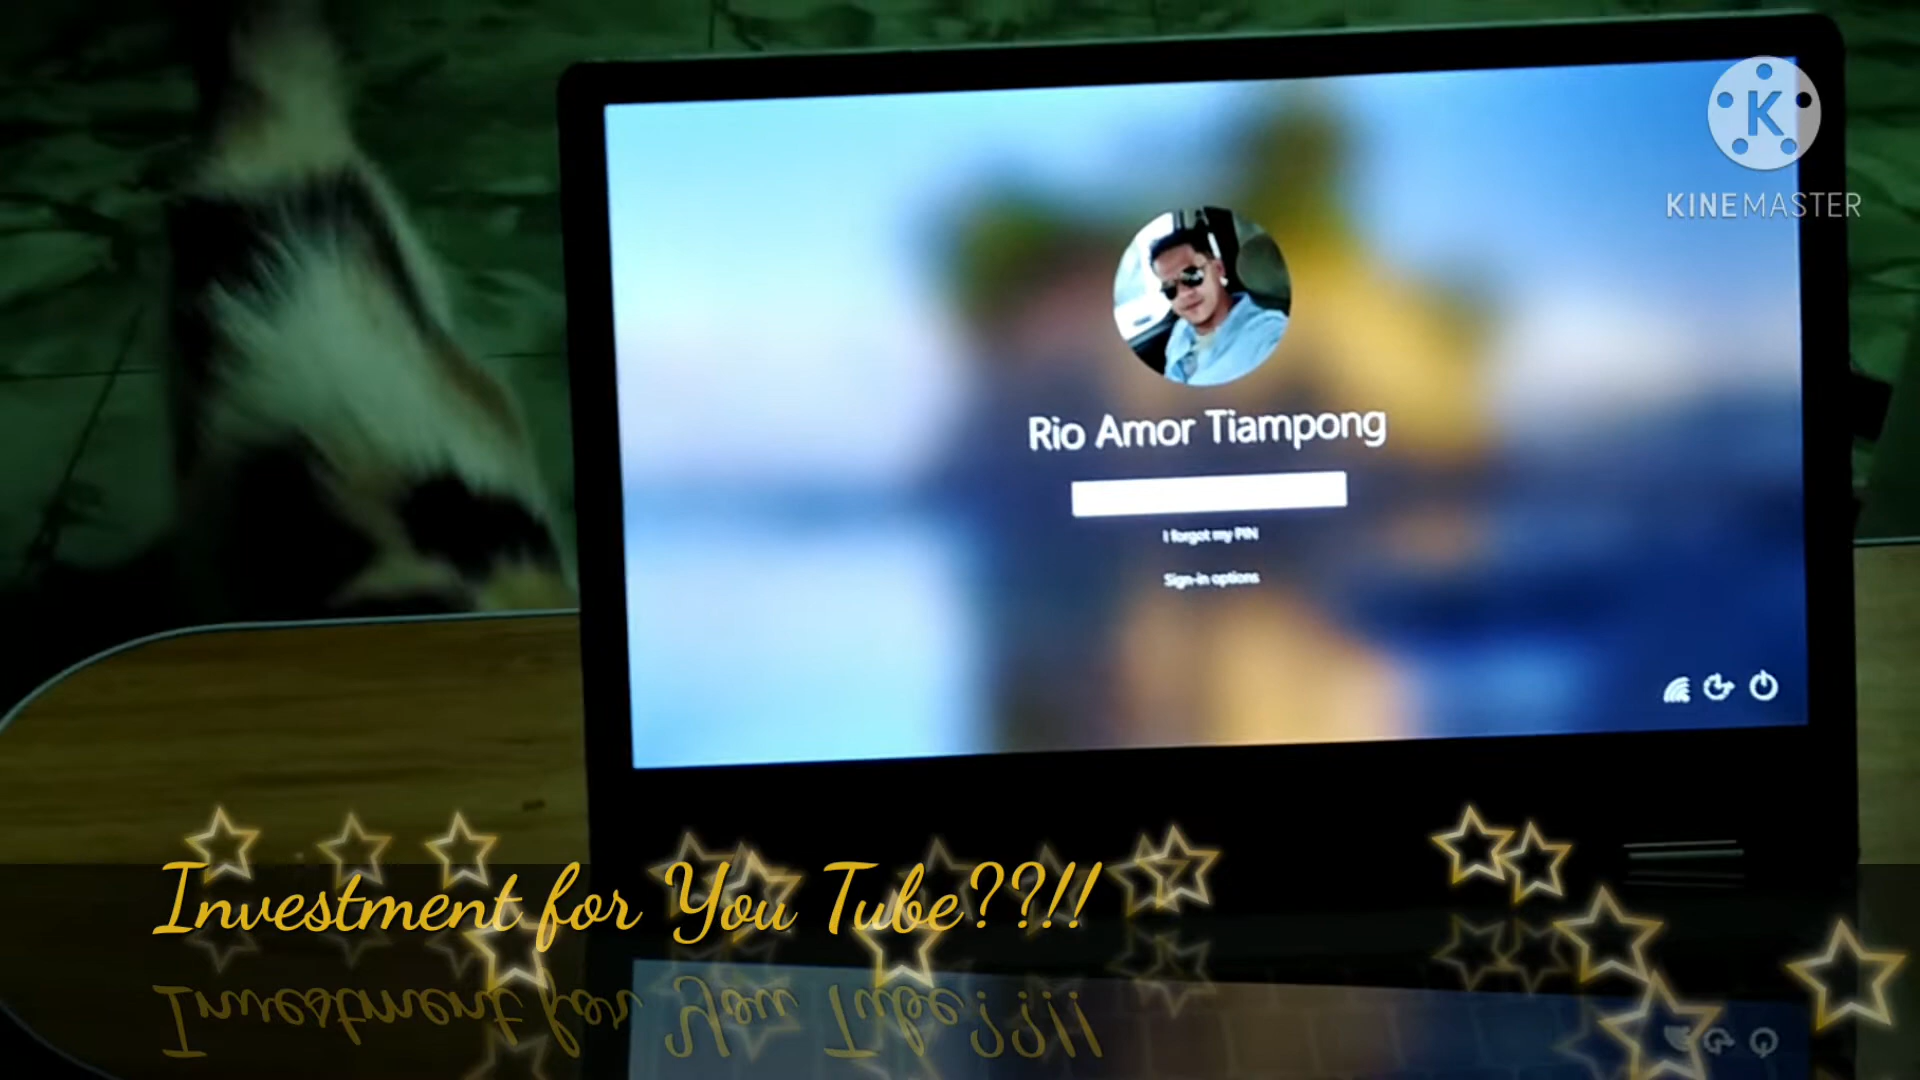 K
KINEMASTER
Rio Amor Tiampong
I forgot my PIN
Sign-in options
Investment for You Tube??!!